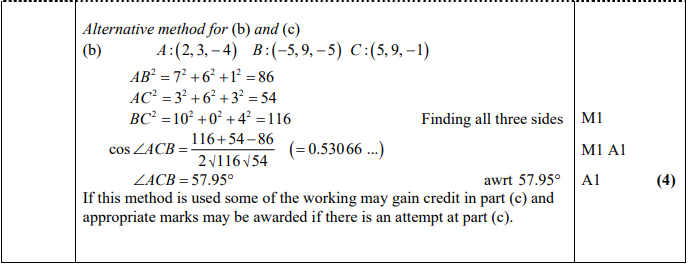 Alternative method for (b) and (c)
(b) A:(2,3,−4) B:(−5,9,−5) C:(5,9,−1)
AB² = 7² + 6² + 1² = 86
AC² = 3² + 6² + 3² = 54
BC² = 10² + 0² + 4² = 116 Finding all three sides M1
cos ∠ACB = (116+54−86)/(2√116√54) (= 0.53066 ...) M1 A1
∠ACB = 57.95° awrt 57.95° A1 (4)
If this method is used some of the working may gain credit in part (c) and
appropriate marks may be awarded if there is an attempt at part (c).